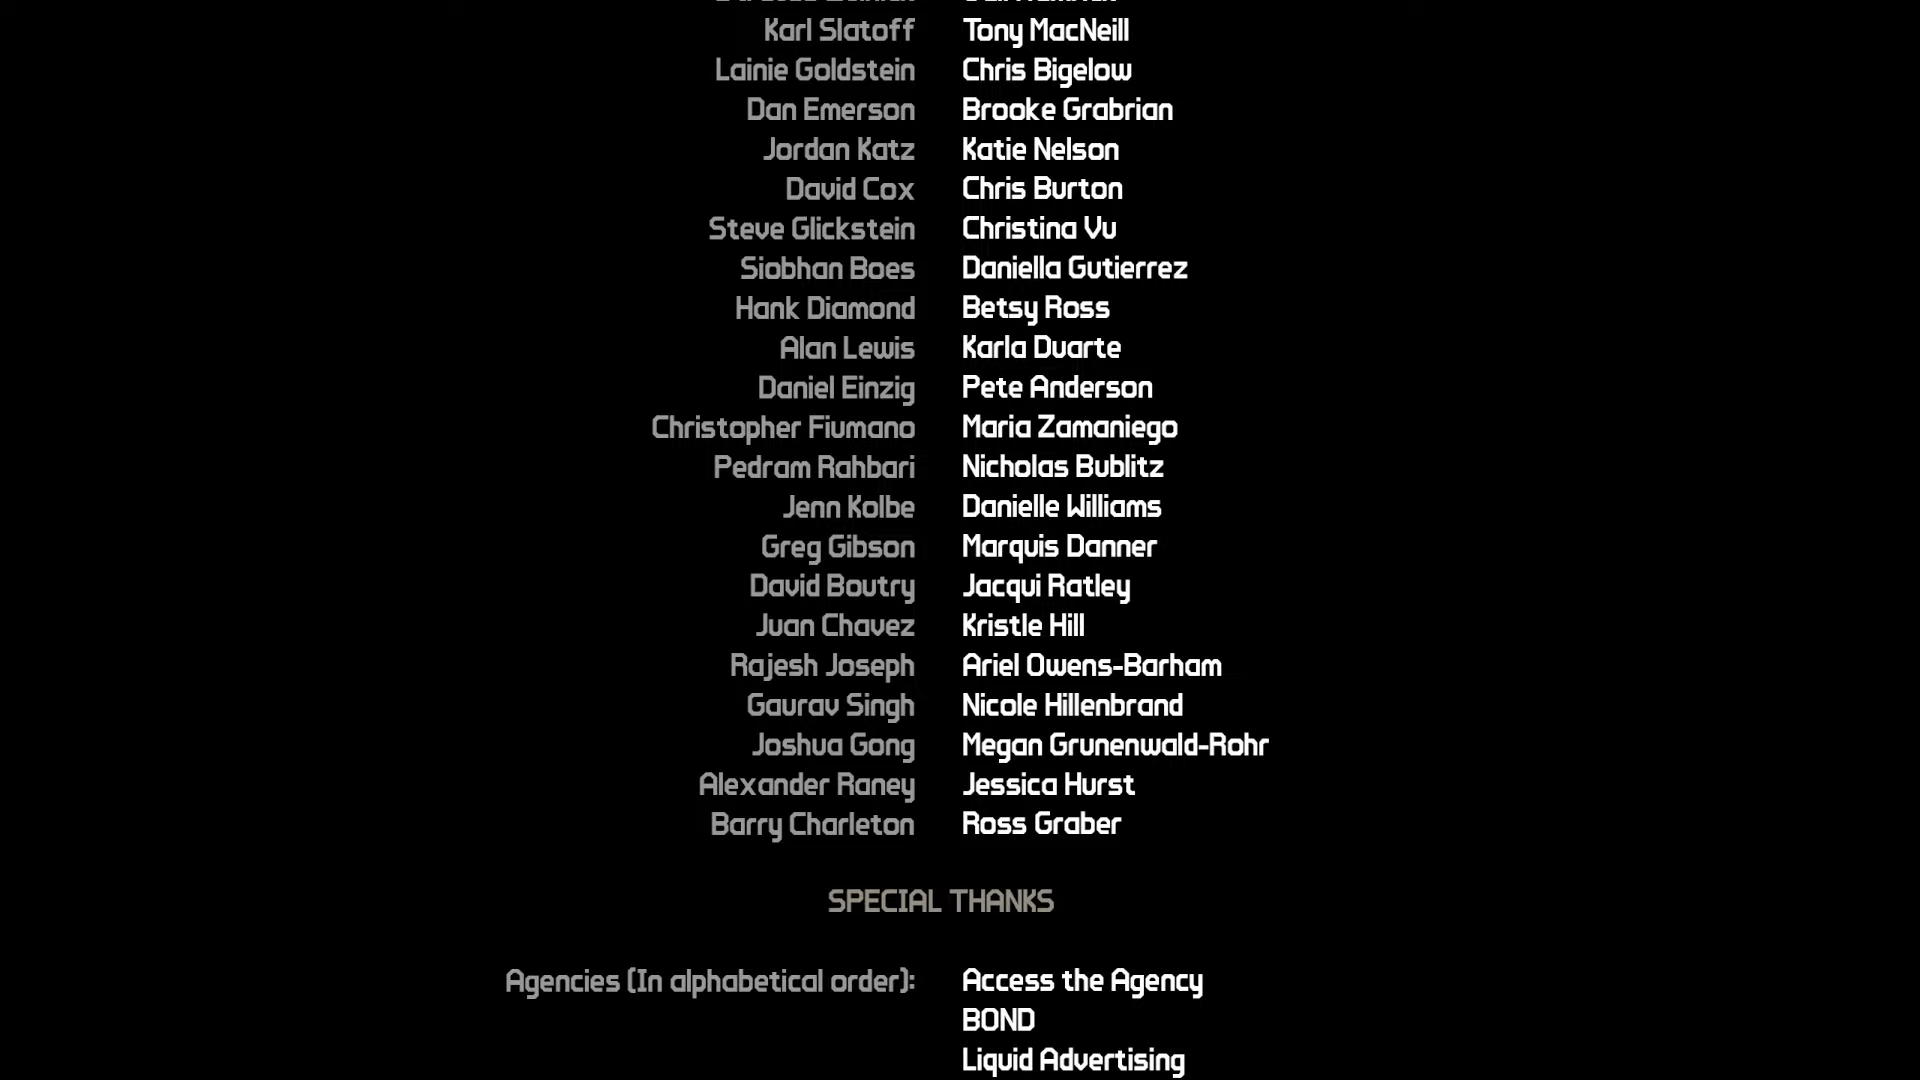 Karl Slatoff Tony MacNeill
Lainie Goldstein Chris Bigelow
Dan Emerson Brooke Grabrian
Jordan Katz Katie Nelson
David Cox Chris Burton
Steve Glickstein Christina Vu
Siobhan Boes Daniella Gutierrez
Hank Diamond Betsy Ross
Alan Lewis Karla Duarte
Daniel Einzig Pete Anderson
Christopher Fiumano Maria Zamaniego
Pedram Rahbari Nicholas Bublitz
Jenn Kolbe Danielle Williams
Greg Gibson Marquis Danner
David Boutry Jacqui Ratley
Juan Chavez Kristle Hill
Rajesh Joseph Ariel Owens-Barham
Gaurav Singh Nicole Hillenbrand
Joshua Gong Megan Grunenwald-Rohr
Alexander Raney Jessica Hurst
Barry Charleton Ross Graber
SPECIAL THANKS
Agencies (In alphabetical order): Access the Agency
BOND
Liquid Advertising